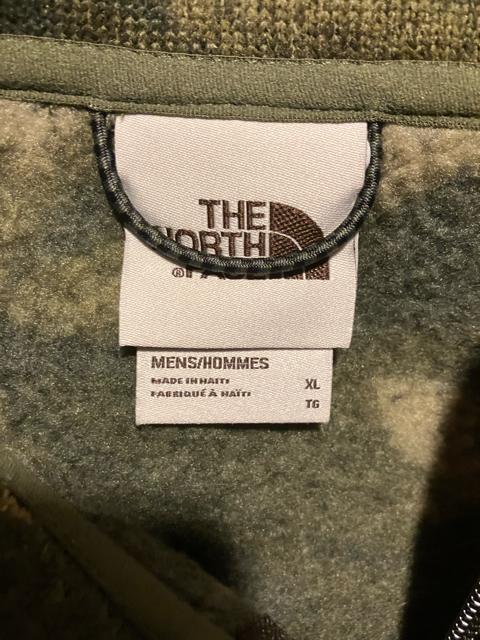 THE
NORTH
®FACE
MENS/HOMMES
MADE IN HAITI XL
FABRIQUÉ À HAÏTI TG